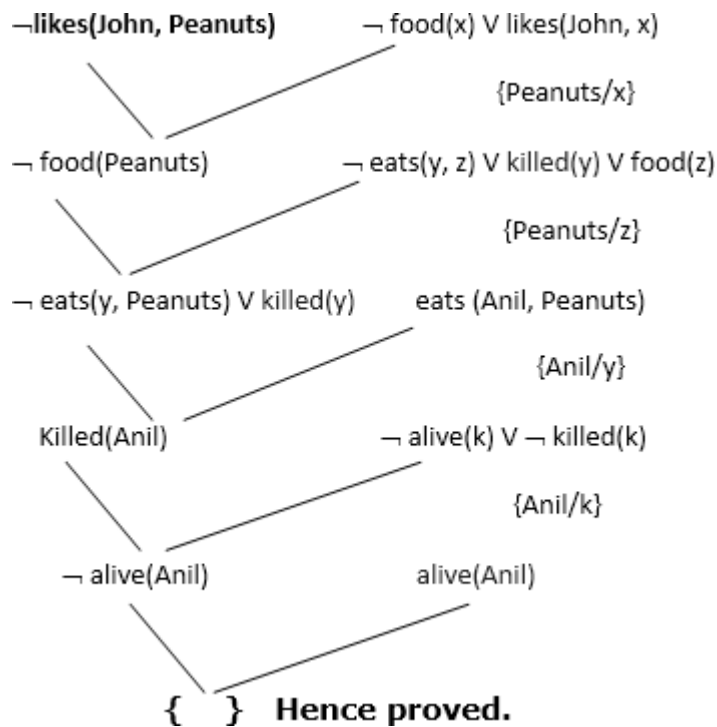 ¬likes(John, Peanuts) ¬ food(x) V likes(John, x)
{Peanuts/x}
¬ food(Peanuts) ¬ eats(y, z) V killed(y) V food(z)
{Peanuts/z}
¬ eats(y, Peanuts) V killed(y) eats (Anil, Peanuts)
{Anil/y}
Killed(Anil) ¬ alive(k) V ¬ killed(k)
{Anil/k}
¬ alive(Anil) alive(Anil)
{ } Hence proved.